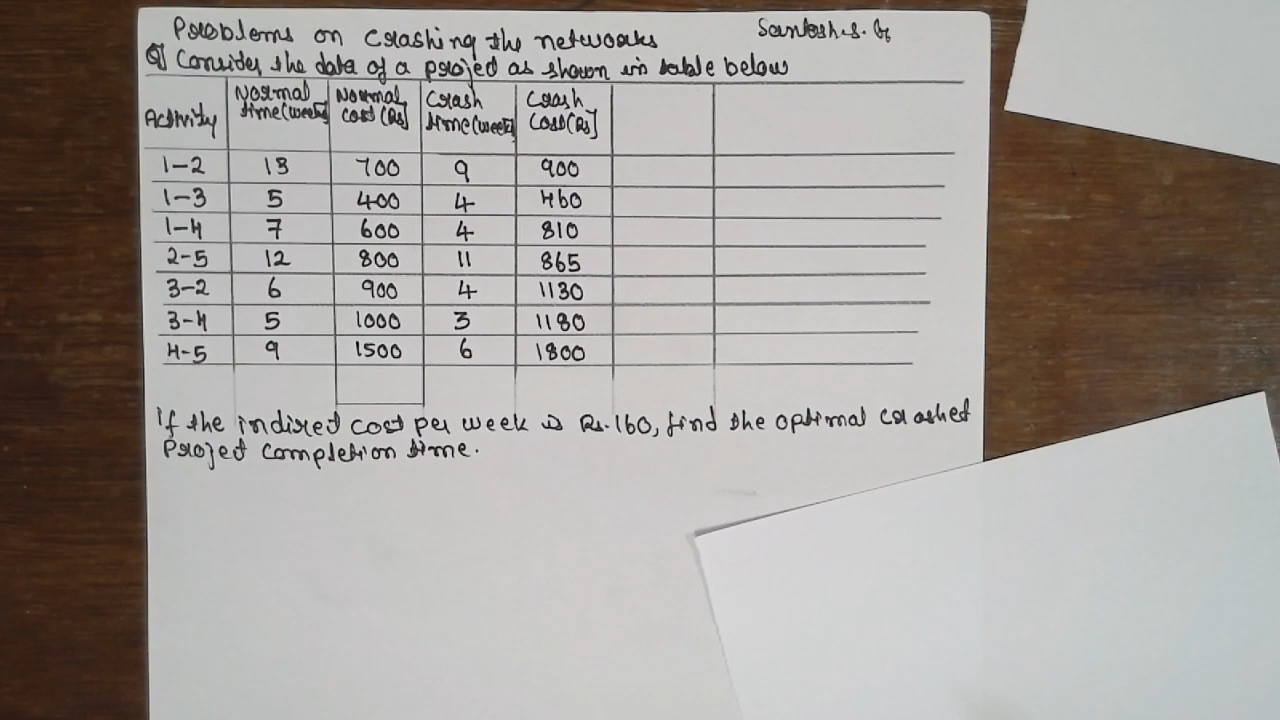 Problems on crashing the networks Santosh.S.G
Q) Consider the data of a project as shown in table below
Activity Normal time(weeks) Normal cost (Rs) Crash time(week) Crash Cost(Rs)
1-2 13 700 9 900
1-3 5 400 4 460
1-4 7 600 4 810
2-5 12 800 11 865
3-2 6 900 4 1130
3-4 5 1000 3 1180
4-5 9 1500 6 1800
If the indirect cost per week is Rs.160, find the optimal crashed
Project completion time.